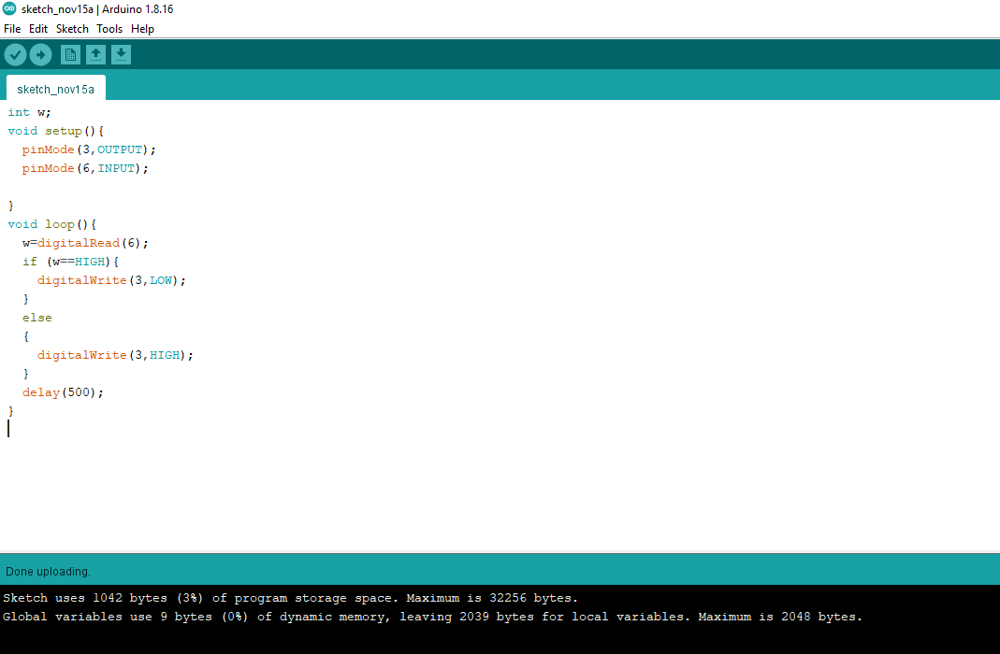 sketch_nov15a | Arduino 1.8.16
File Edit Sketch Tools Help
sketch_nov15a
int w;
void setup(){
  pinMode(3,OUTPUT);
  pinMode(6,INPUT);
}
void loop(){
  w=digitalRead(6);
  if (w==HIGH){
    digitalWrite(3,LOW);
  }
  else
  {
    digitalWrite(3,HIGH);
  }
  delay(500);
}
Done uploading.
Sketch uses 1042 bytes (3%) of program storage space. Maximum is 32256 bytes.
Global variables use 9 bytes (0%) of dynamic memory, leaving 2039 bytes for local variables. Maximum is 2048 bytes.